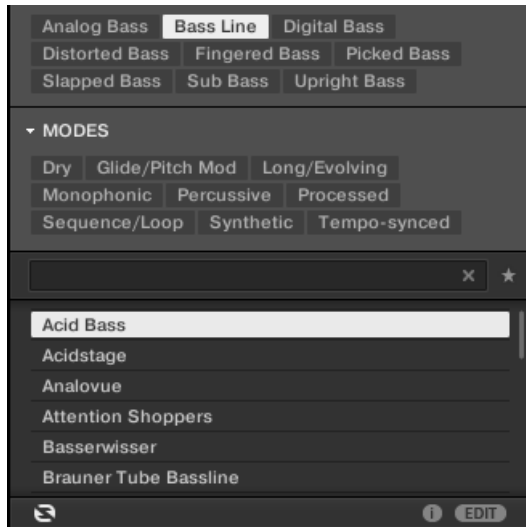 Analog Bass Bass Line Digital Bass
Distorted Bass Fingered Bass Picked Bass
Slapped Bass Sub Bass Upright Bass
MODES
Dry Glide/Pitch Mod Long/Evolving
Monophonic Percussive Processed
Sequence/Loop Synthetic Tempo-synced
Acid Bass
Acidstage
Analovue
Attention Shoppers
Basserwisser
Brauner Tube Bassline
i EDIT